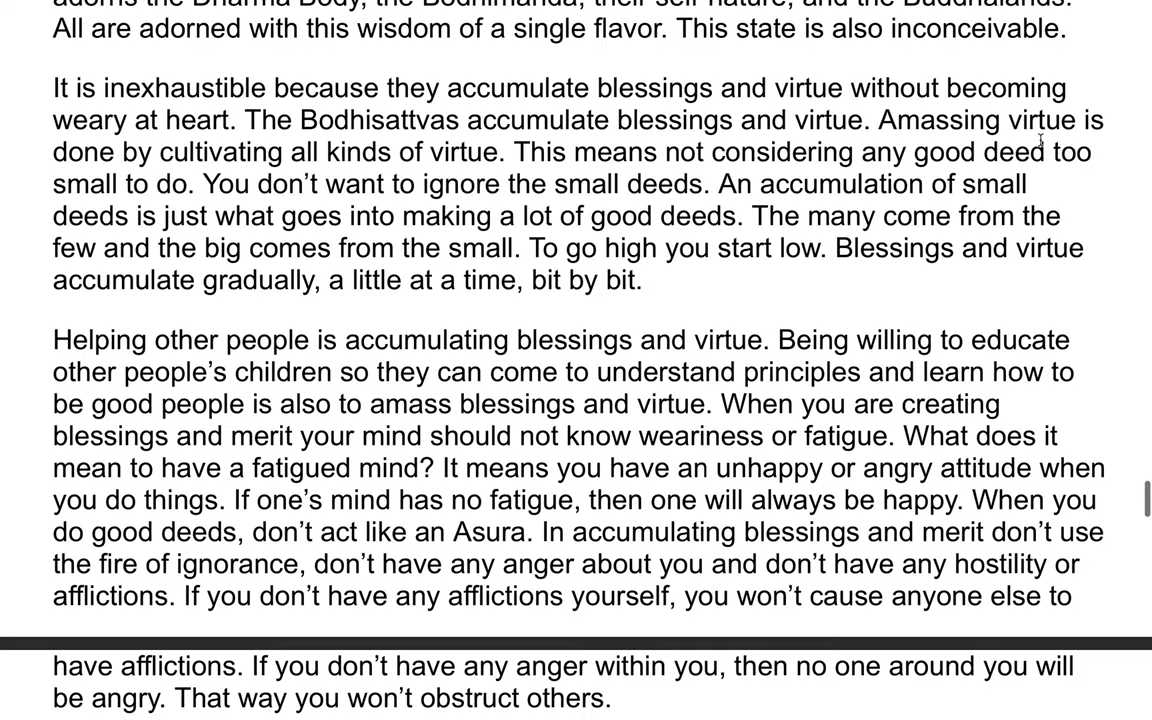 adorns the Dharma Body, the Bodhimanda, their self nature, and the Buddhalands.
All are adorned with this wisdom of a single flavor. This state is also inconceivable.
It is inexhaustible because they accumulate blessings and virtue without becoming
weary at heart. The Bodhisattvas accumulate blessings and virtue. Amassing virtue is
done by cultivating all kinds of virtue. This means not considering any good deed too
small to do. You don’t want to ignore the small deeds. An accumulation of small
deeds is just what goes into making a lot of good deeds. The many come from the
few and the big comes from the small. To go high you start low. Blessings and virtue
accumulate gradually, a little at a time, bit by bit.
Helping other people is accumulating blessings and virtue. Being willing to educate
other people’s children so they can come to understand principles and learn how to
be good people is also to amass blessings and virtue. When you are creating
blessings and merit your mind should not know weariness or fatigue. What does it
mean to have a fatigued mind? It means you have an unhappy or angry attitude when
you do things. If one’s mind has no fatigue, then one will always be happy. When you
do good deeds, don’t act like an Asura. In accumulating blessings and merit don’t use
the fire of ignorance, don’t have any anger about you and don’t have any hostility or
afflictions. If you don’t have any afflictions yourself, you won’t cause anyone else to
have afflictions. If you don’t have any anger within you, then no one around you will
be angry. That way you won’t obstruct others.